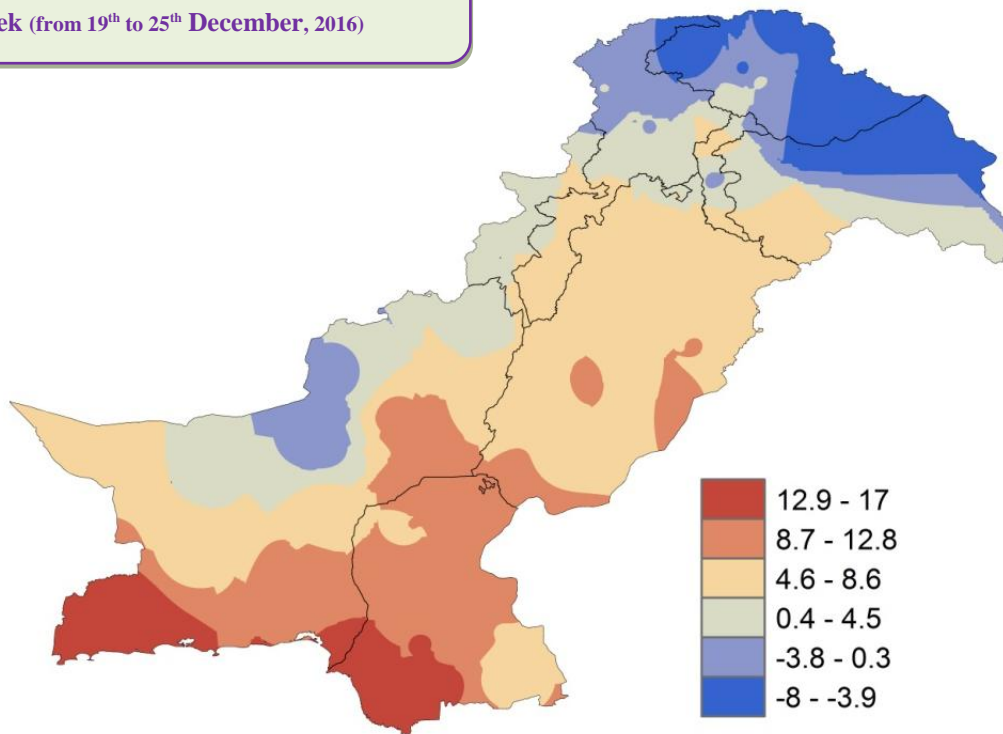 (from 19th to 25th December, 2016)
12.9 - 17
8.7 - 12.8
4.6 - 8.6
0.4 - 4.5
-3.8 - 0.3
-8 - -3.9